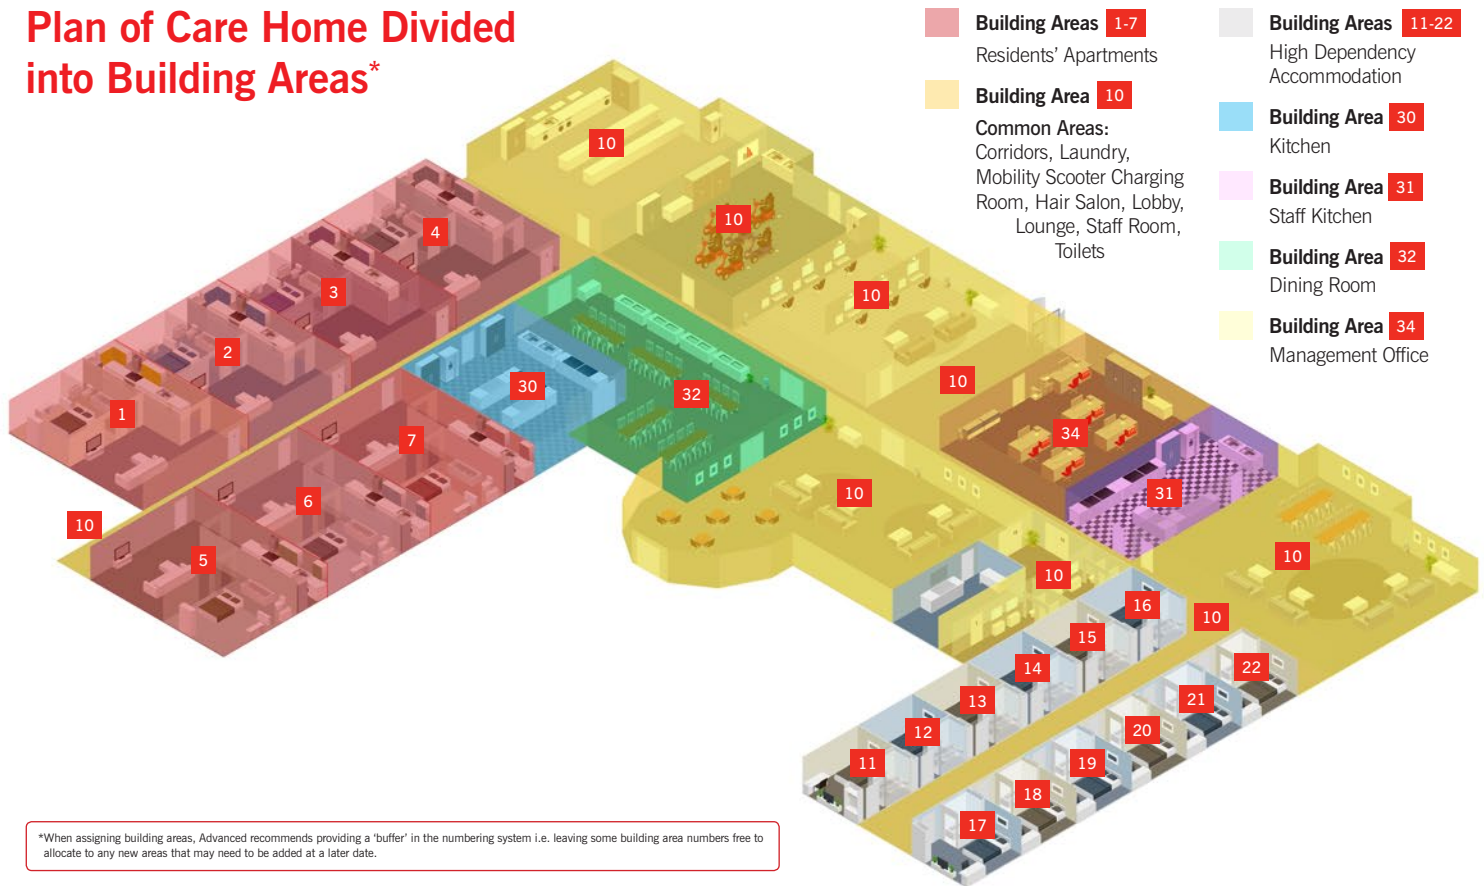 Plan of Care Home Divided
into Building Areas*
Building Areas 1-7
Residents' Apartments
Building Area 10
Common Areas:
Corridors, Laundry,
Mobility Scooter Charging
Room, Hair Salon, Lobby,
Lounge, Staff Room,
Toilets
Building Areas 11-22
High Dependency
Accommodation
Building Area 30
Kitchen
Building Area 31
Staff Kitchen
Building Area 32
Dining Room
Building Area 34
Management Office
10
10
4
3
10
2
10
30
32
1
34
7
31
10
6
10
10
5
10
16
10
15
14
22
13
21
12
20
11
19
18
17
*When assigning building areas, Advanced recommends providing a 'buffer' in the numbering system i.e. leaving some building area numbers free to
allocate to any new areas that may need to be added at a later date.